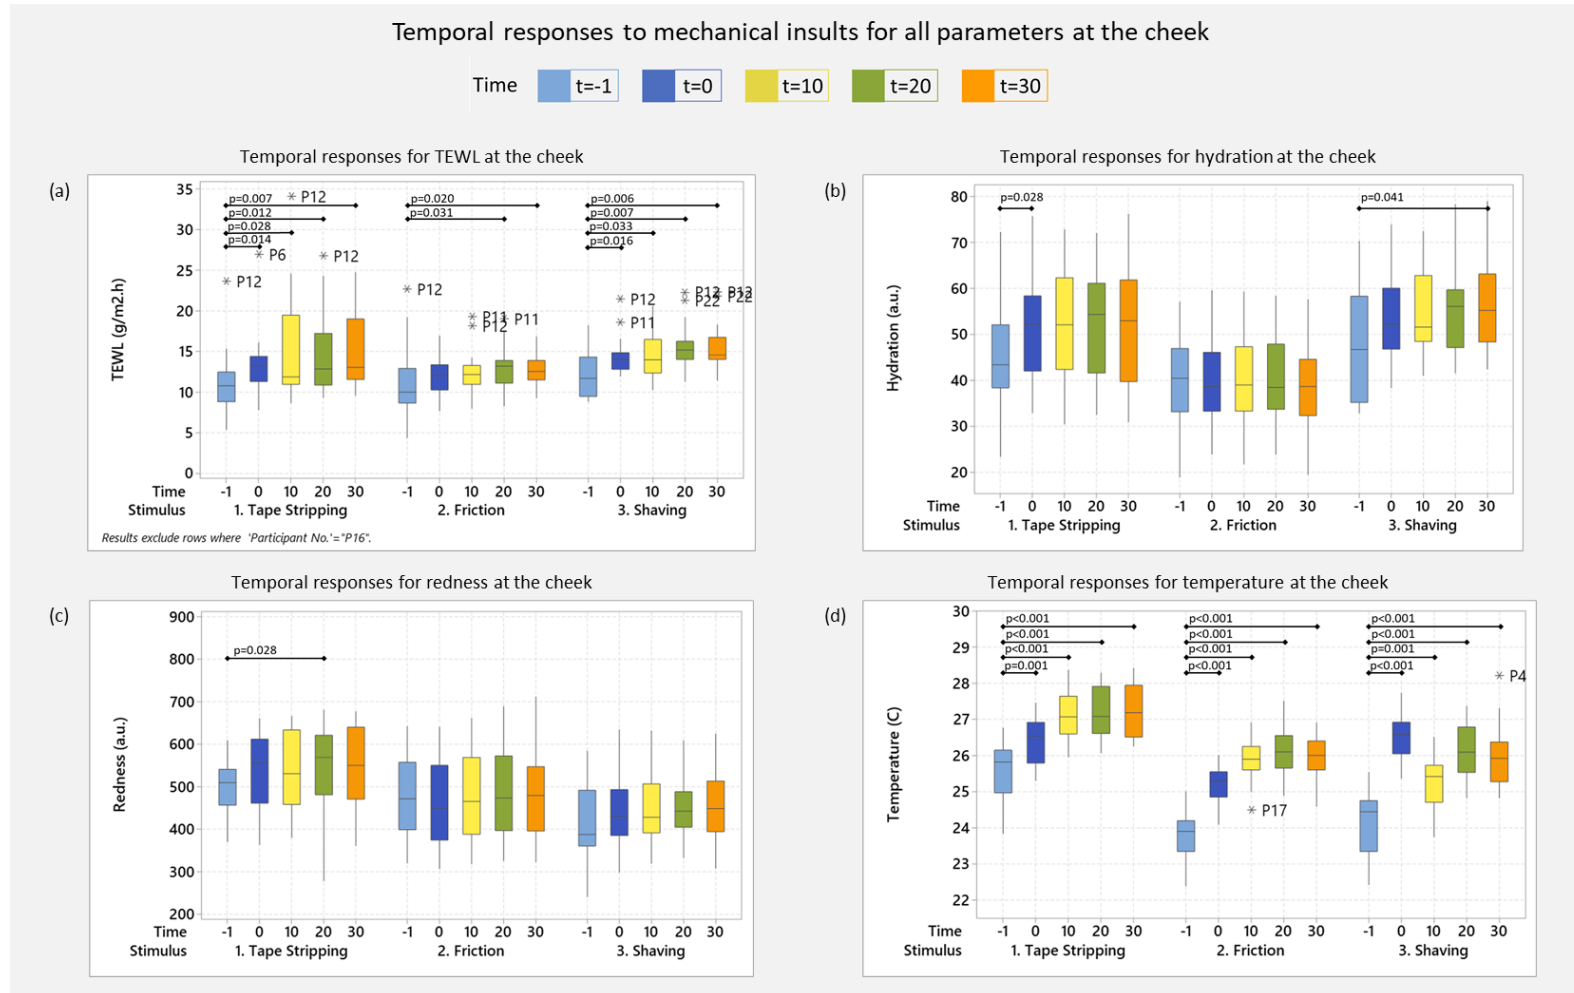 Temporal responses to mechanical insults for all parameters at the cheek
Time t=-1 t=0 t=10 t=20 t=30
Temporal responses for TEWL at the cheek
(a)
TEWL (g/m2.h)
35
30
25
20
15
10
5
0
p=0.007
p=0.012
p=0.028
p=0.014
P12
P6
P12
P12
p=0.020
p=0.031
P12
P11
P12
P11
p=0.006
p=0.007
p=0.033
p=0.016
P12
P11
P12
P22
P12
P22
Time -1 0 10 20 30 -1 0 10 20 30 -1 0 10 20 30
Stimulus 1. Tape Stripping 2. Friction 3. Shaving
Results exclude rows where 'Participant No.'="P16".
Temporal responses for hydration at the cheek
(b)
Hydration (a.u.)
80
70
60
50
40
30
20
p=0.028
p=0.041
Time -1 0 10 20 30 -1 0 10 20 30 -1 0 10 20 30
Stimulus 1. Tape Stripping 2. Friction 3. Shaving
Temporal responses for redness at the cheek
(c)
Redness (a.u.)
900
800
700
600
500
400
300
200
p=0.028
Time -1 0 10 20 30 -1 0 10 20 30 -1 0 10 20 30
Stimulus 1. Tape Stripping 2. Friction 3. Shaving
Temporal responses for temperature at the cheek
(d)
Temperature (C)
30
29
28
27
26
25
24
23
22
p<0.001
p<0.001
p<0.001
p=0.001
p<0.001
p<0.001
p<0.001
p<0.001
P17
p<0.001
p<0.001
p=0.001
p<0.001
P4
Time -1 0 10 20 30 -1 0 10 20 30 -1 0 10 20 30
Stimulus 1. Tape Stripping 2. Friction 3. Shaving